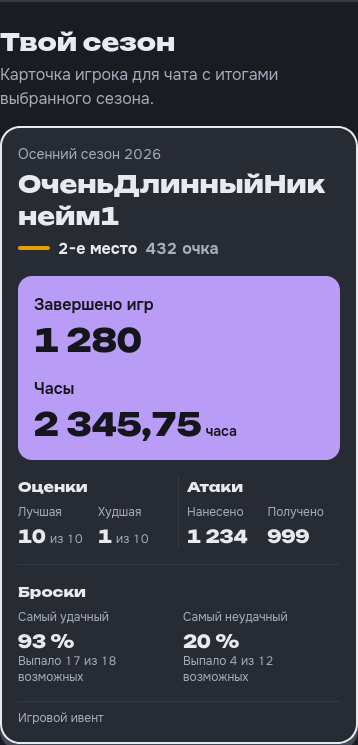 Твой сезон
Карточка игрока для чата с итогами
выбранного сезона.
Осенний сезон 2026
ОченьДлинныйНик
нейм1
2-е место 432 очка
Завершено игр
1 280
Часы
2 345,75 часа
Оценки Атаки
Лучшая Худшая Нанесено Получено
10 из 10 1 из 10 1 234 999
Броски
Самый удачный Самый неудачный
93 % 20 %
Выпало 17 из 18 Выпало 4 из 12
возможных возможных
Игровой ивент